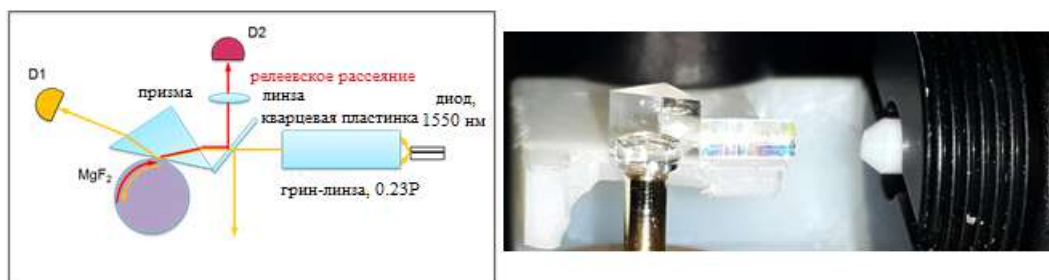 D2
D1
релеевское рассеяние
призма
линза
диод,
кварцевая пластинка
1550 нм
MgF₂
грин-линза, 0.23P